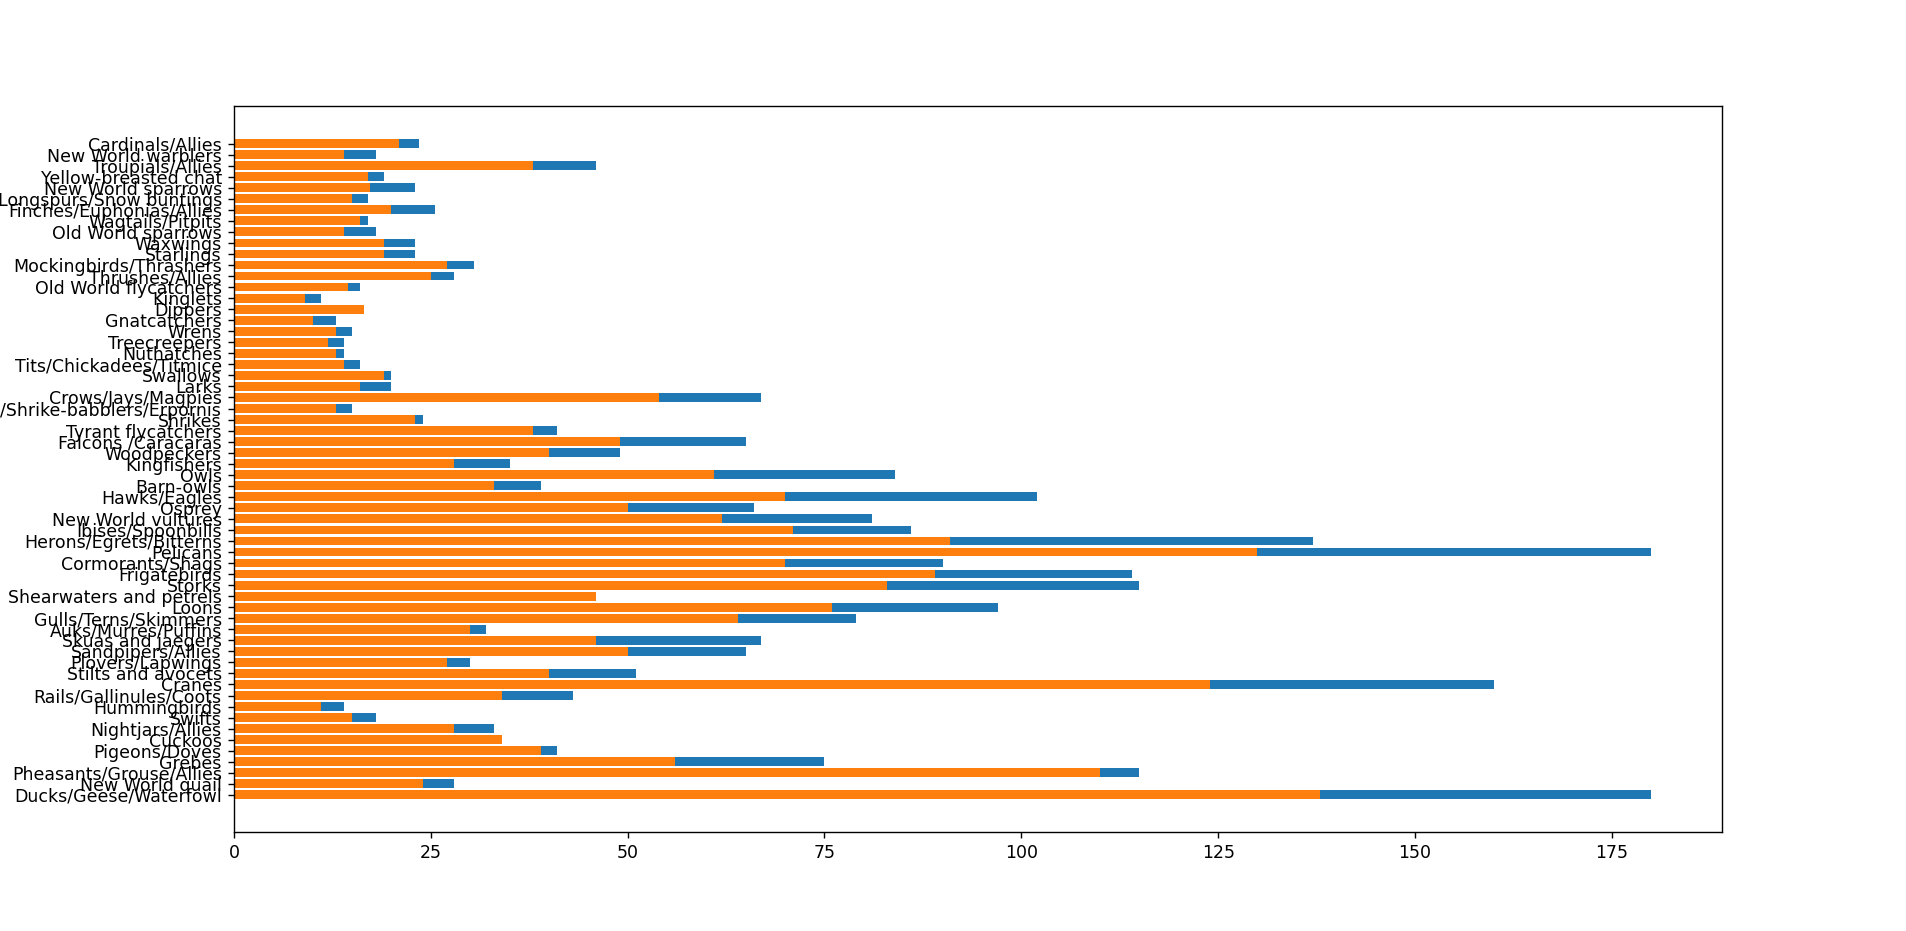 Cardinals/Allies
New World warblers
Troupials/Allies
Yellow-breasted chat
New World sparrows
Longspurs/Snow buntings
Finches/Euphonias/Allies
Wagtails/Pitpits
Old World sparrows
Waxwings
Starlings
Mockingbirds/Thrashers
Thrushes/Allies
Old World flycatchers
Kinglets
Dippers
Gnatcatchers
Wrens
Treecreepers
Nuthatches
Tits/Chickadees/Titmice
Swallows
Larks
Crows/Jays/Magpies
/Shrike-babblers/Erpornis
Shrikes
Tyrant flycatchers
Falcons /Caracaras
Woodpeckers
Kingfishers
Owls
Barn-owls
Hawks/Eagles
Osprey
New World vultures
Ibises/Spoonbills
Herons/Egrets/Bitterns
Pelicans
Cormorants/Shags
Frigatebirds
Storks
Shearwaters and petrels
Loons
Gulls/Terns/Skimmers
Auks/Murres/Puffins
Skuas and jaegers
Sandpipers/Allies
Plovers/Lapwings
Stilts and avocets
Cranes
Rails/Gallinules/Coots
Hummingbirds
Swifts
Nightjars/Allies
Cuckoos
Pigeons/Doves
Grebes
Pheasants/Grouse/Allies
New World quail
Ducks/Geese/Waterfowl
0 25 50 75 100 125 150 175